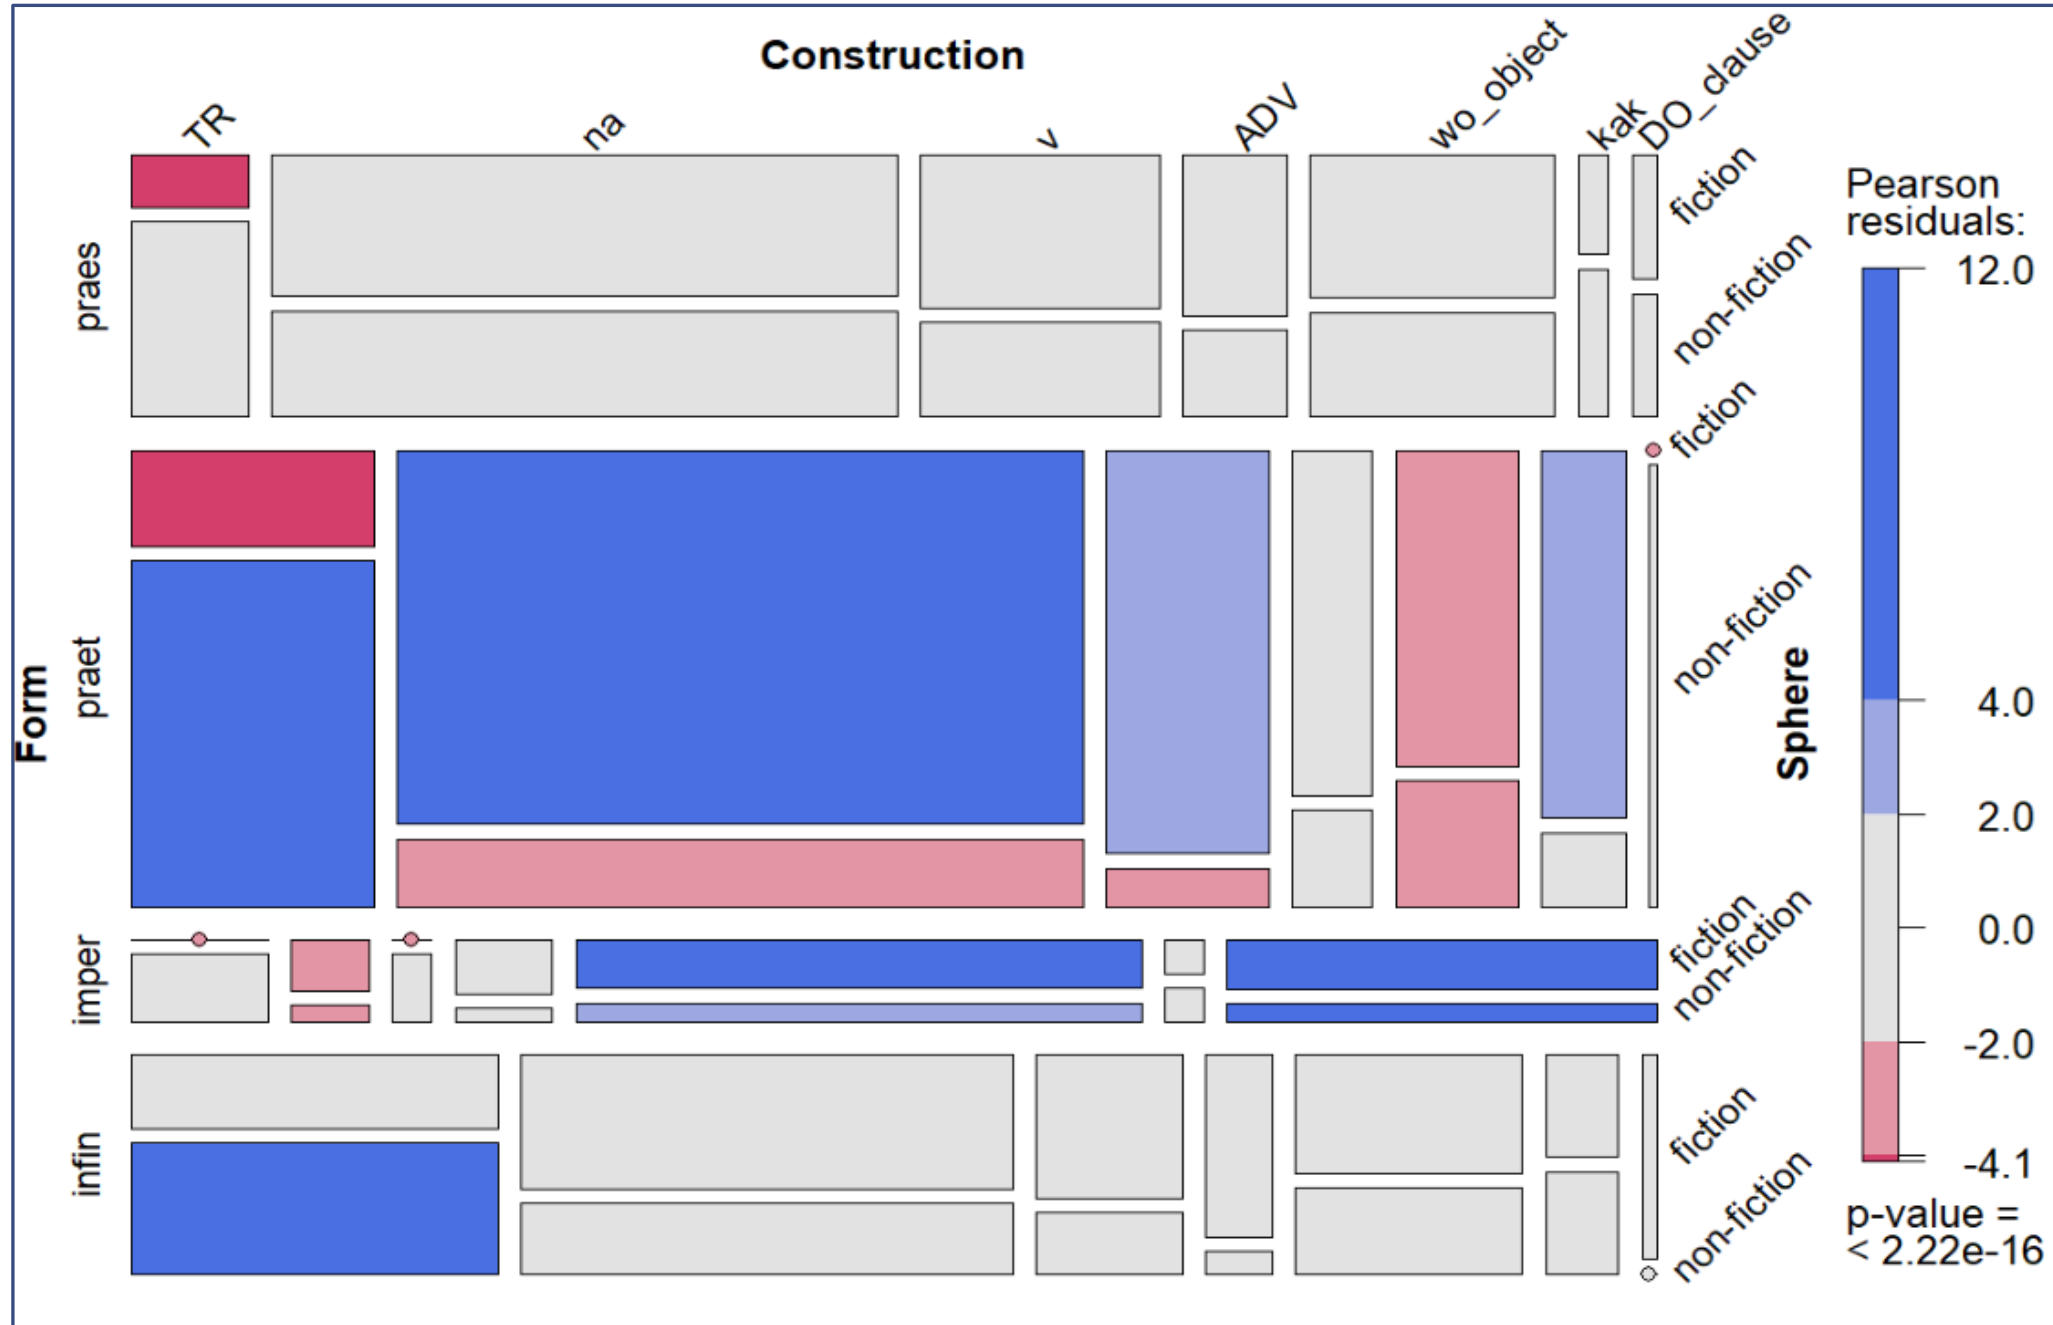 Construction
TR
na
v
ADV
wo_object
kak
DO_clause
Form
praes
praet
imper
infin
fiction
non-fiction
fiction
non-fiction
fiction
non-fiction
fiction
non-fiction
Sphere
Pearson
residuals:
12.0
4.0
2.0
0.0
-2.0
-4.1
p-value =
< 2.22e-16